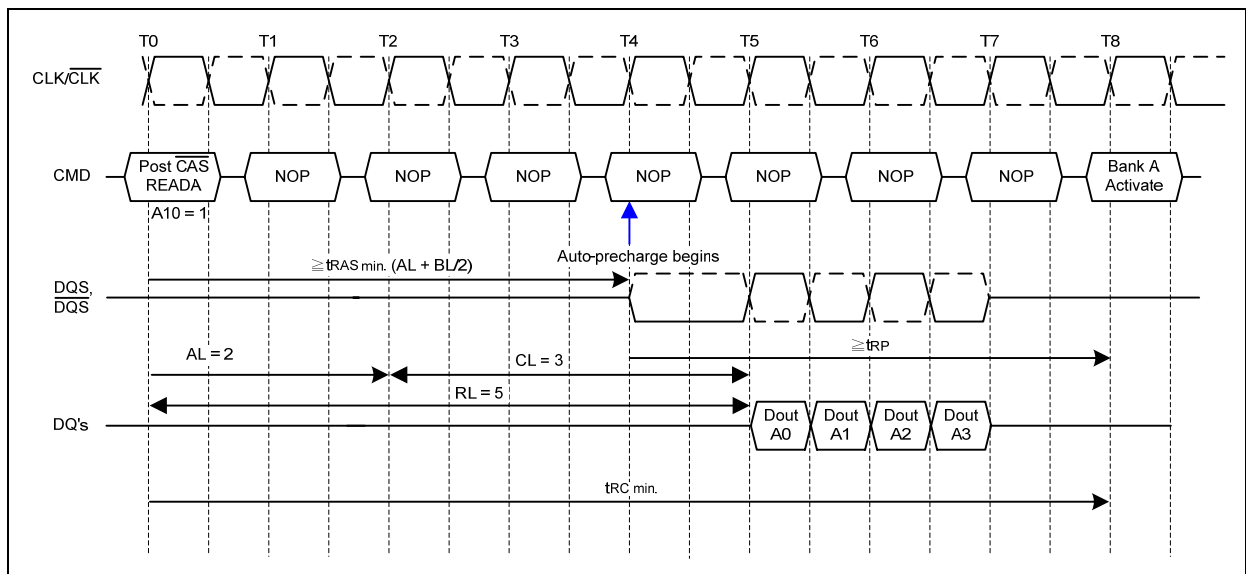 T0 T1 T2 T3 T4 T5 T6 T7 T8
CLK/CLK
CMD
Post CAS
READA
NOP NOP NOP NOP NOP NOP NOP
Bank A
Activate
A10 = 1
Auto-precharge begins
≧tRAS min. (AL + BL/2)
DQS,
DQS
≧tRP
AL = 2
CL = 3
RL = 5
DQ's
Dout
A0
Dout
A1
Dout
A2
Dout
A3
tRC min.